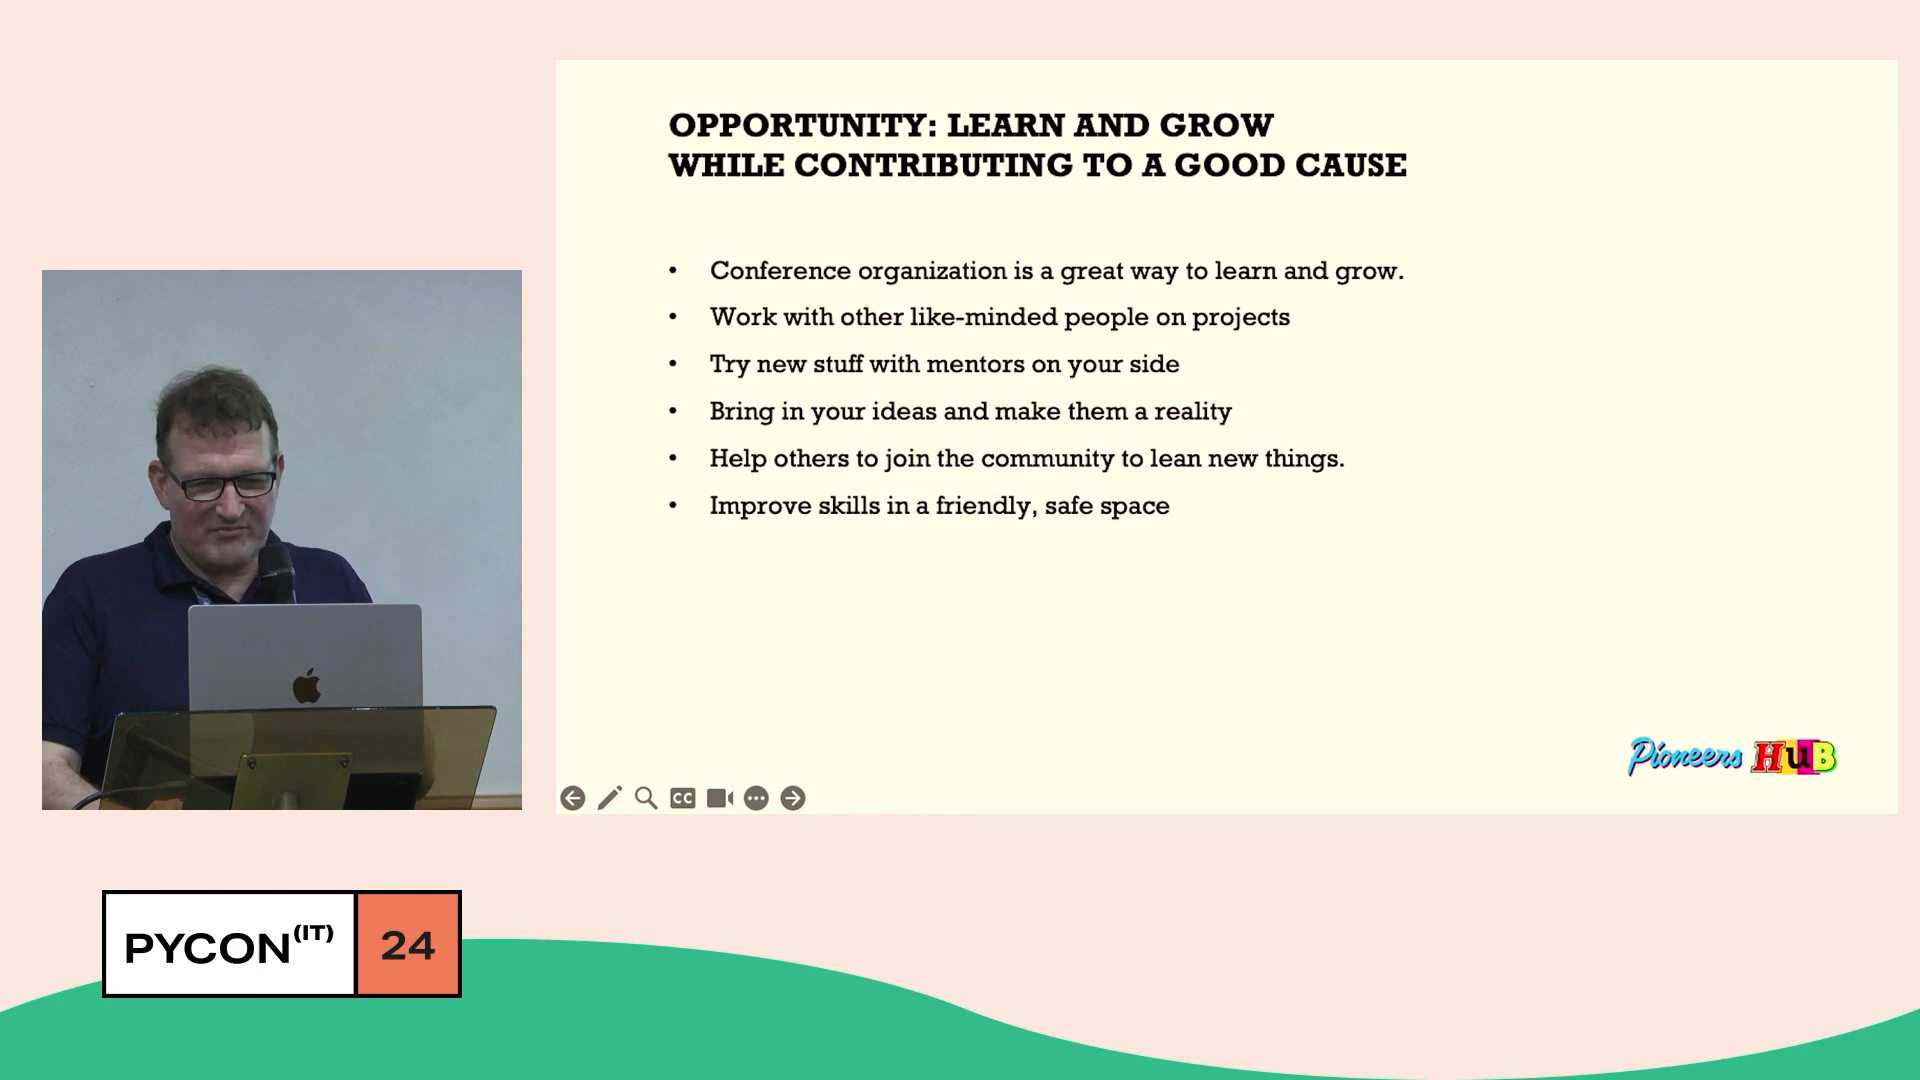 OPPORTUNITY: LEARN AND GROW
WHILE CONTRIBUTING TO A GOOD CAUSE
• Conference organization is a great way to learn and grow.
• Work with other like-minded people on projects
• Try new stuff with mentors on your side
• Bring in your ideas and make them a reality
• Help others to join the community to lean new things.
• Improve skills in a friendly, safe space
Pioneers HuB
CC
PYCON(IT) 24